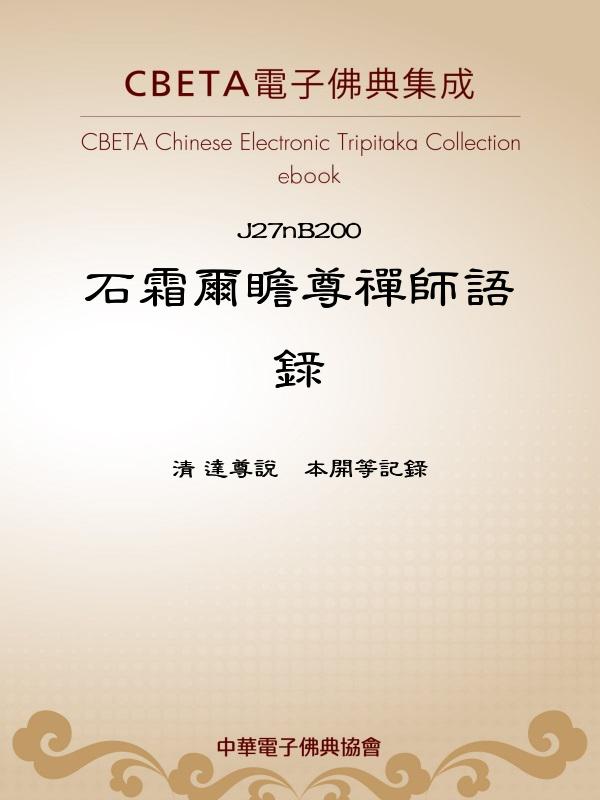 CBETA電子佛典集成
CBETA Chinese Electronic Tripitaka Collection
ebook
J27nB200
石霜爾瞻尊禪師語
錄
清 達尊說　本開等記錄
中華電子佛典協會